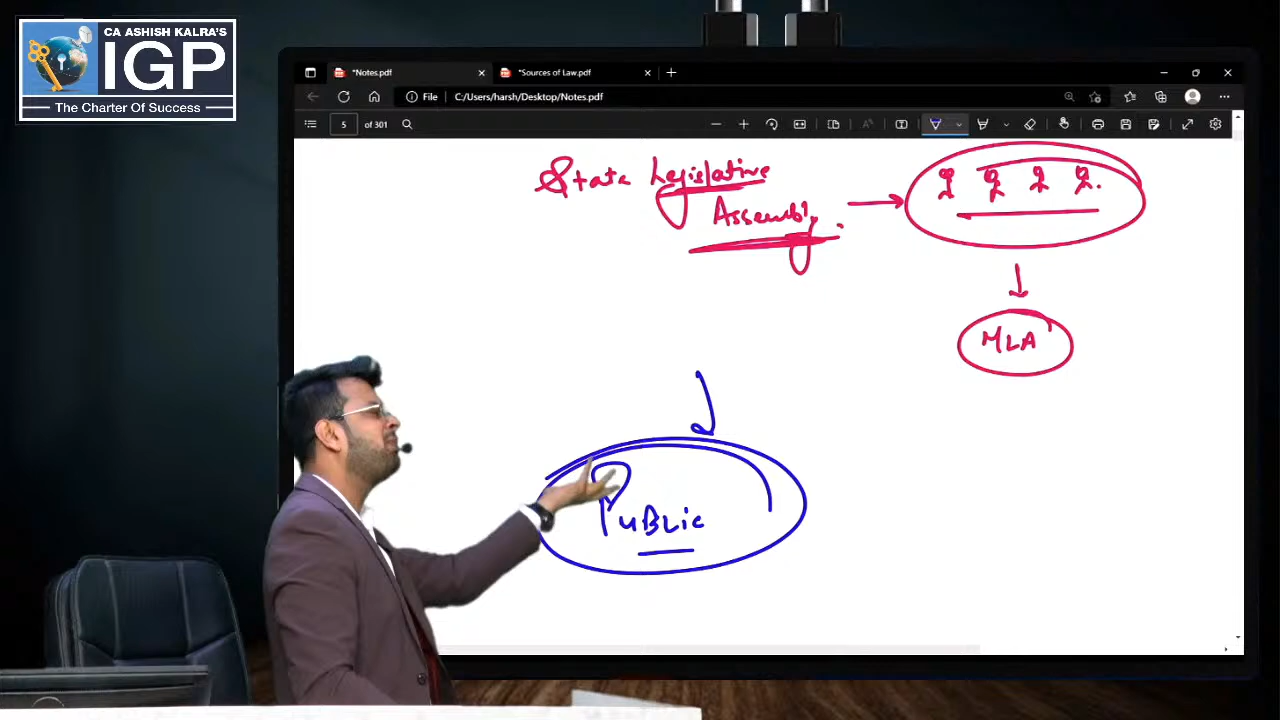 CA ASHISH KALRA'S
IGP
The Charter Of Success
*Notes.pdf
*Sources of Law.pdf
File C:/Users/harsh/Desktop/Notes.pdf
5 of 301
State Legislative
Assembly
MLA
PUBLic